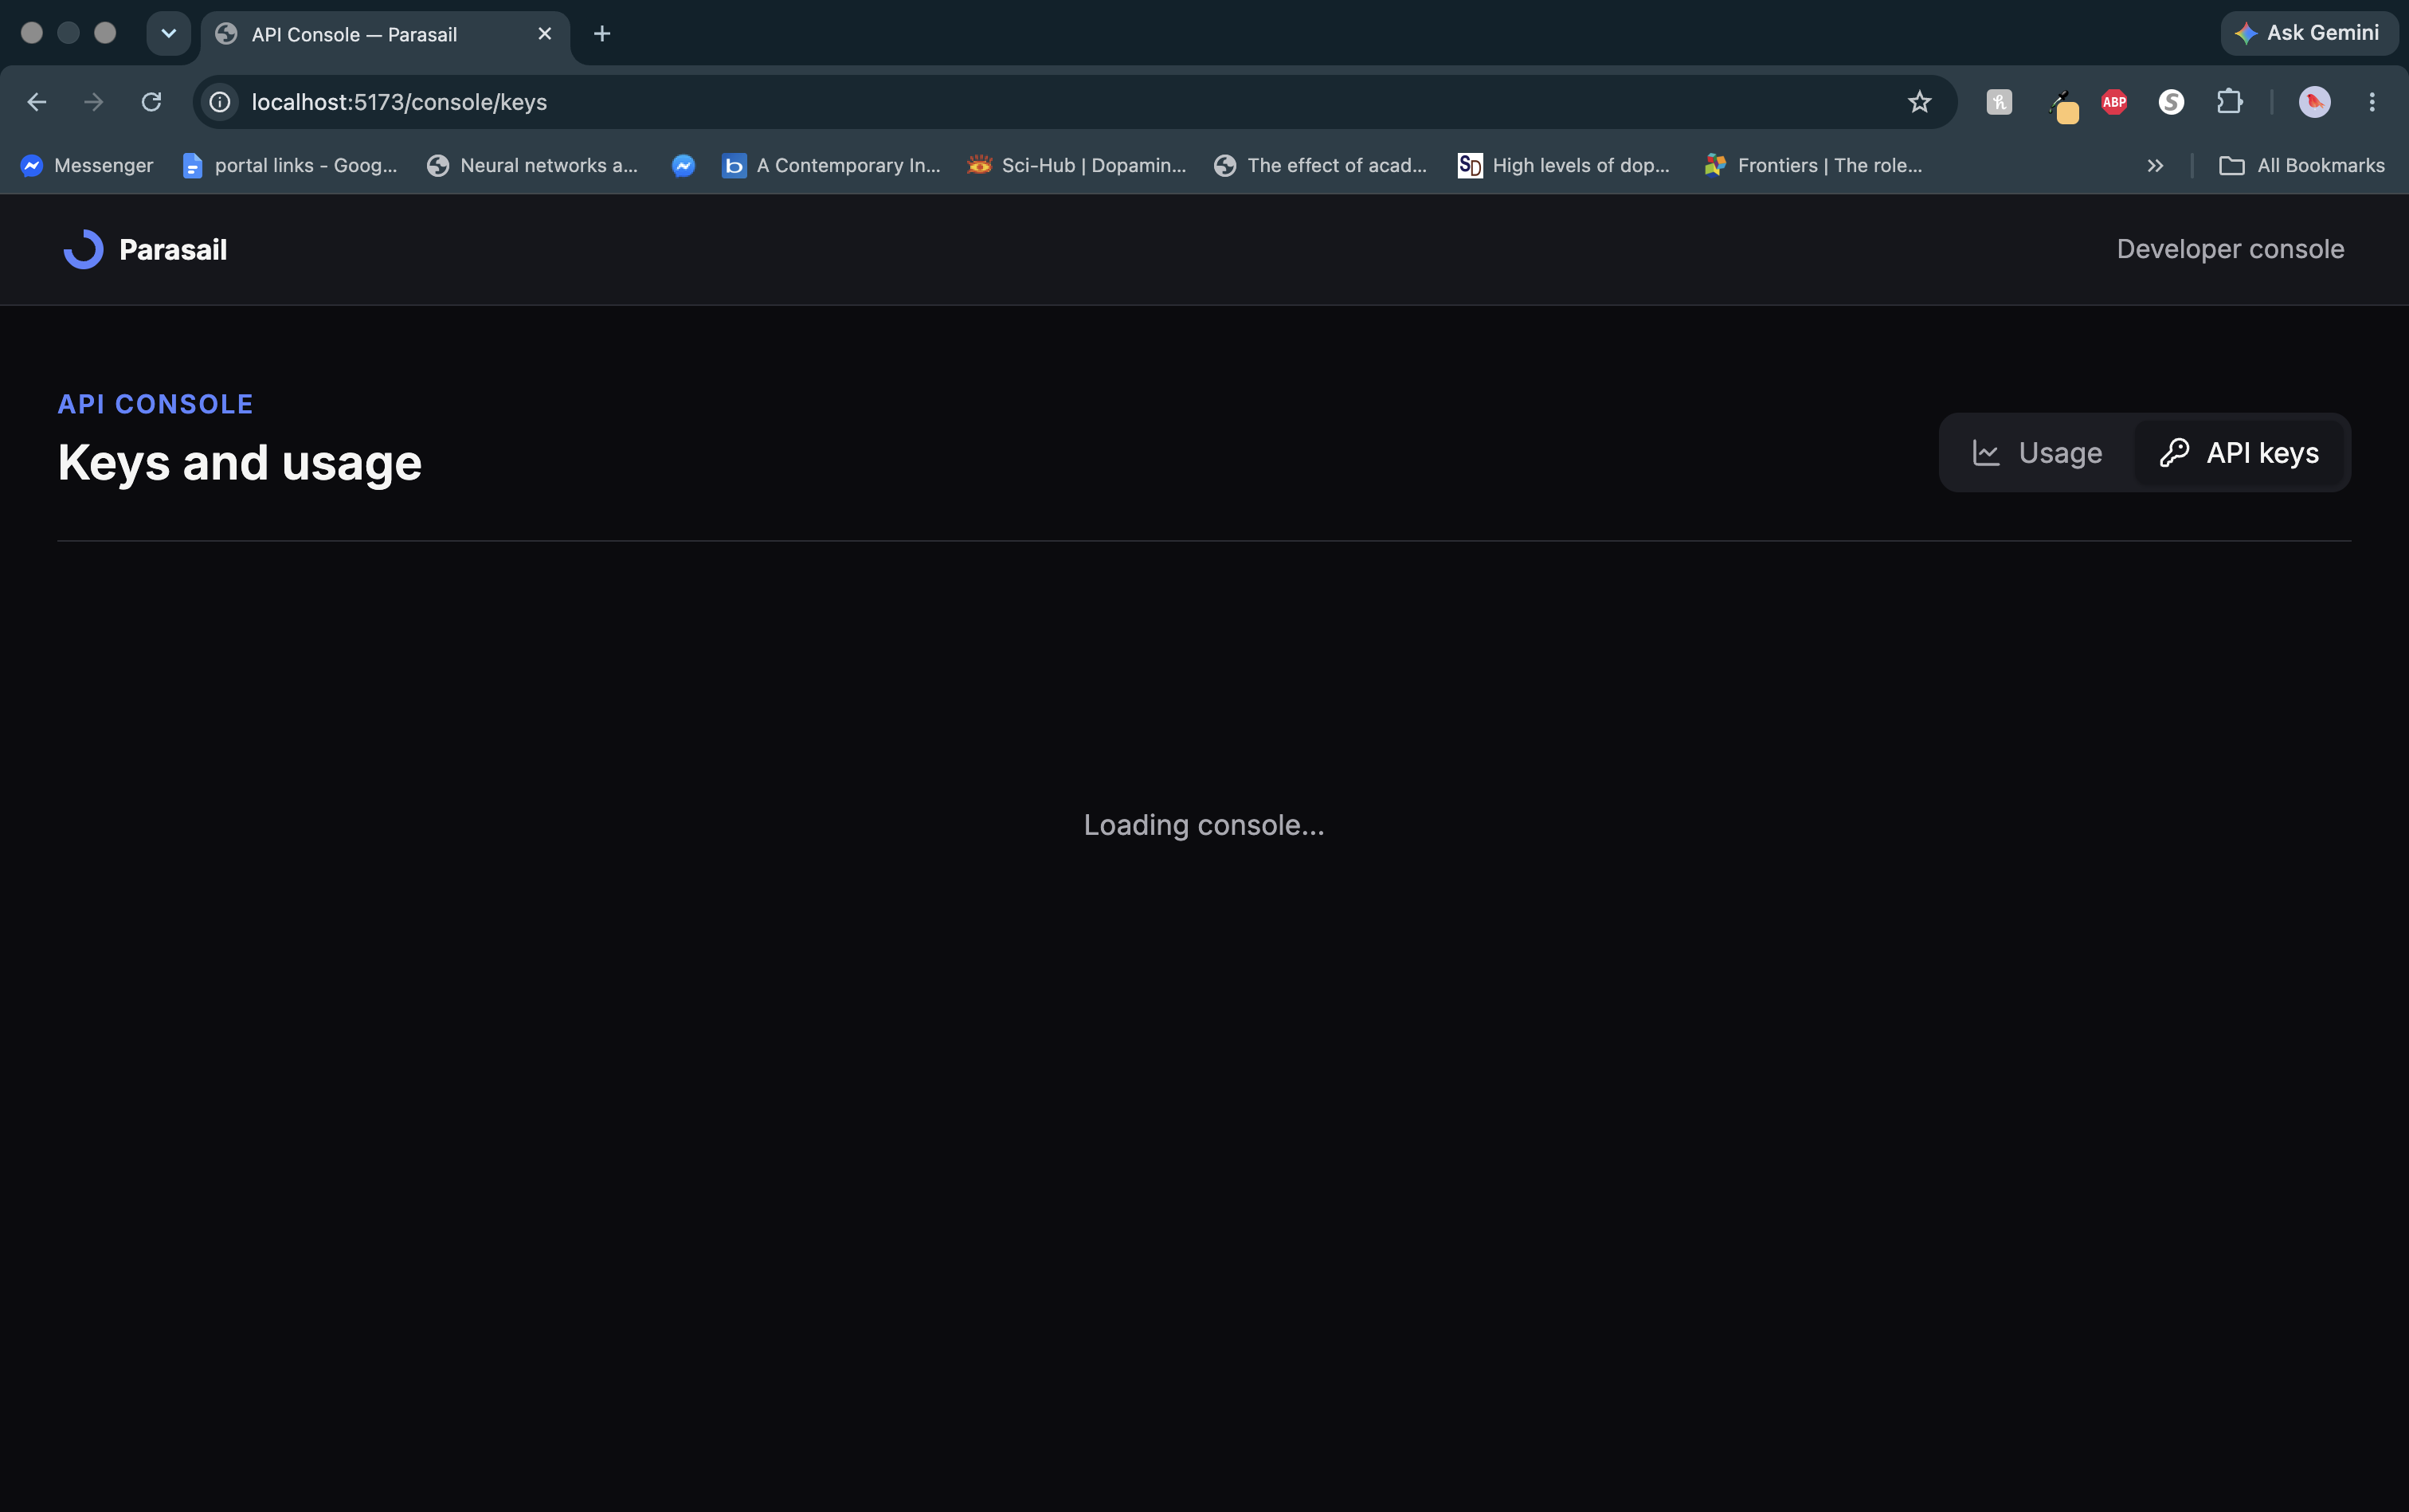 API Console — Parasail
Ask Gemini
localhost:5173/console/keys
ABP
Messenger
portal links - Goog...
Neural networks a...
A Contemporary In...
Sci-Hub | Dopamin...
The effect of acad...
SD
High levels of dop...
Frontiers | The role...
All Bookmarks
Parasail
Developer console
API CONSOLE
Keys and usage
Usage
API keys
Loading console...